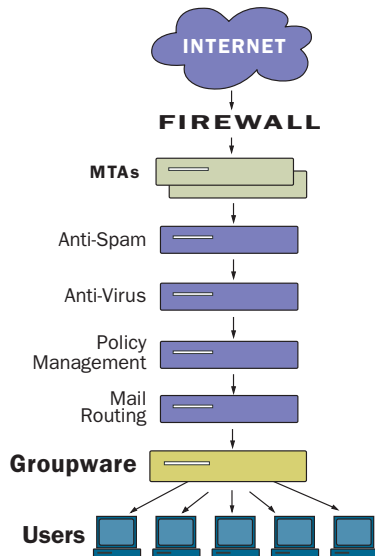 INTERNET
FIREWALL
MTAs
Anti-Spam
Anti-Virus
Policy
Management
Mail
Routing
Groupware
Users